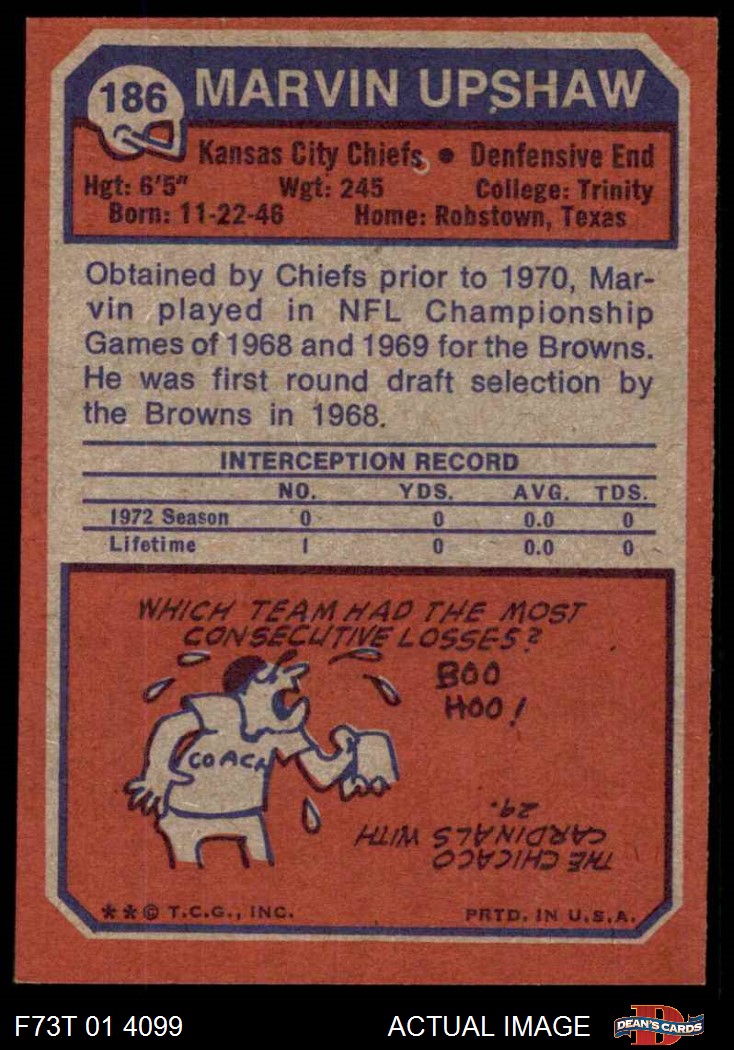 186 MARVIN UPSHAW
Kansas City Chiefs • Denfensive End
Hgt: 6'5" Wgt: 245 College: Trinity
Born: 11-22-46 Home: Robstown, Texas
Obtained by Chiefs prior to 1970, Mar-
vin played in NFL Championship
Games of 1968 and 1969 for the Browns.
He was first round draft selection by
the Browns in 1968.
INTERCEPTION RECORD
NO. YDS. AVG. TDS.
1972 Season 0 0 0.0 0
Lifetime 1 0 0.0 0
WHICH TEAM HAD THE MOST
CONSECUTIVE LOSSES?
BOO
HOO!
COACH
THE CHICAGO
CARDINALS WITH
29.
**© T.C.G., INC. PRTD. IN U.S.A.
F73T 01 4099 ACTUAL IMAGE D DEAN'S CARDS